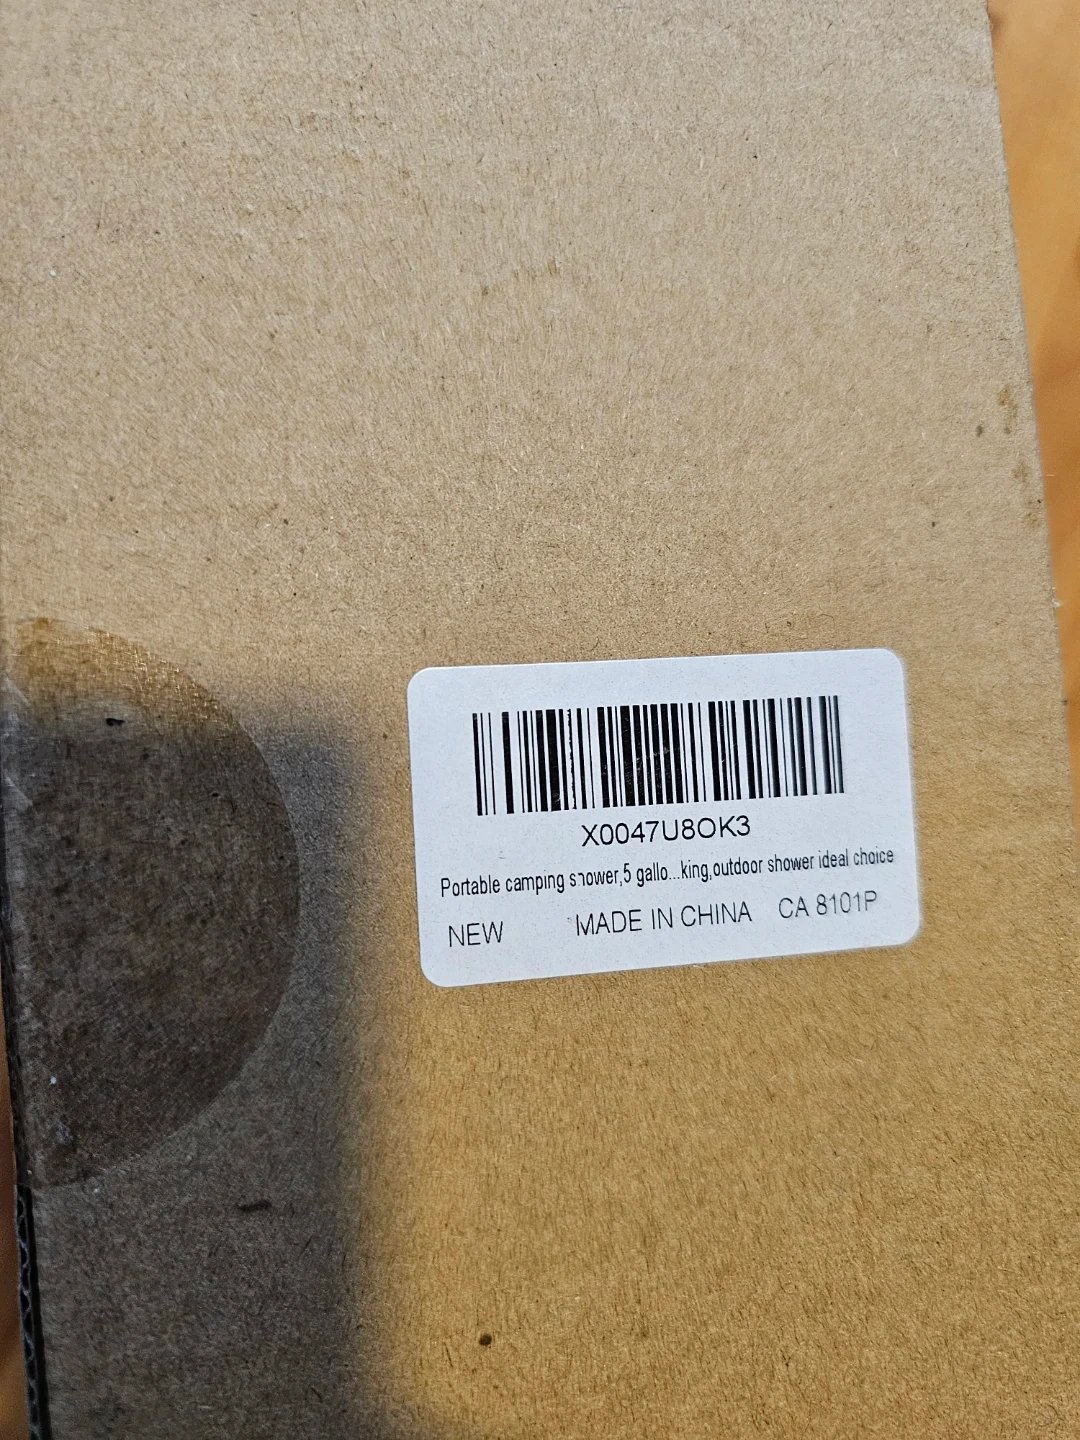 X0047U8OK3
Portable camping shower,5 gallo...king,outdoor shower ideal choice
NEW MADE IN CHINA CA 8101P